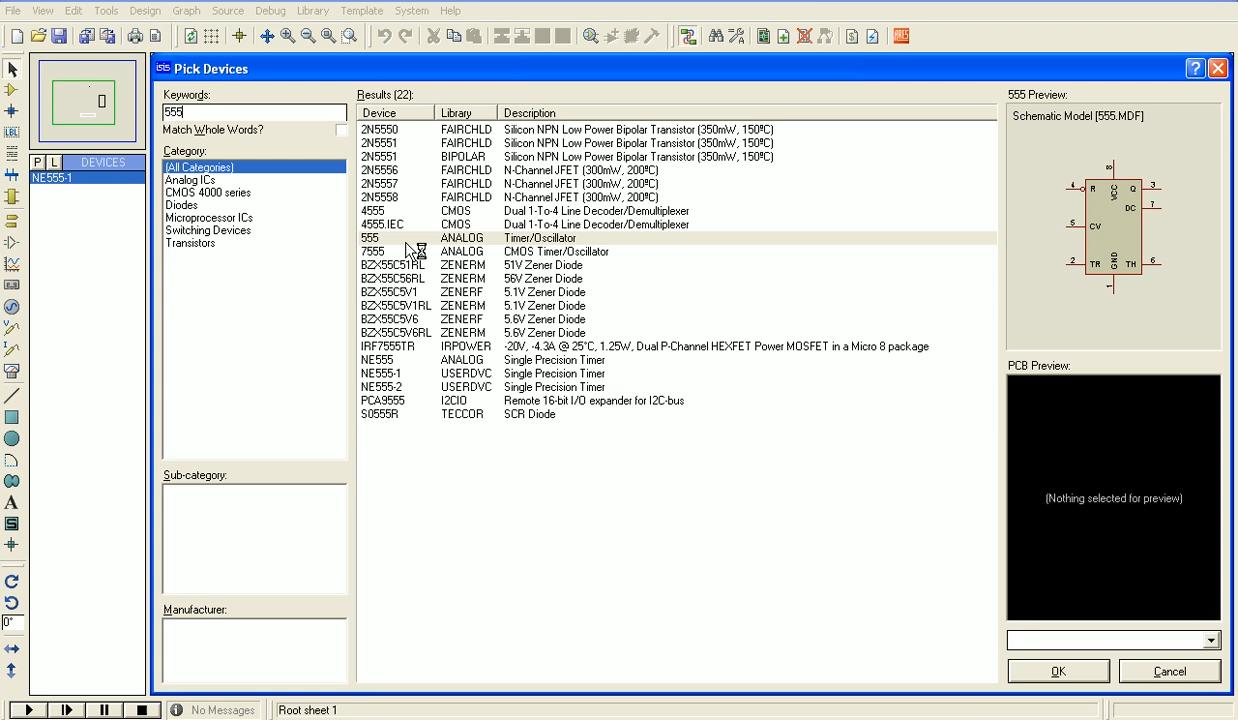 File View Edit Tools Design Graph Source Debug Library Template System Help
isis Pick Devices
Keywords:
555
Match Whole Words?
Category:
(All Categories)
Analog ICs
CMOS 4000 series
Diodes
Microprocessor ICs
Switching Devices
Transistors
Sub-category:
Manufacturer:
P L DEVICES
NE555-1
LBL
A
S
0°
Results (22):
Device Library Description
2N5550 FAIRCHLD Silicon NPN Low Power Bipolar Transistor (350mW, 150ºC)
2N5551 FAIRCHLD Silicon NPN Low Power Bipolar Transistor (350mW, 150ºC)
2N5551 BIPOLAR Silicon NPN Low Power Bipolar Transistor (350mW, 150ºC)
2N5556 FAIRCHLD N-Channel JFET (300mW, 200ºC)
2N5557 FAIRCHLD N-Channel JFET (300mW, 200ºC)
2N5558 FAIRCHLD N-Channel JFET (300mW, 200ºC)
4555 CMOS Dual 1-To-4 Line Decoder/Demultiplexer
4555.IEC CMOS Dual 1-To-4 Line Decoder/Demultiplexer
555 ANALOG Timer/Oscillator
7555 ANALOG CMOS Timer/Oscillator
BZX55C51RL ZENERM 51V Zener Diode
BZX55C56RL ZENERM 56V Zener Diode
BZX55C5V1 ZENERF 5.1V Zener Diode
BZX55C5V1RL ZENERM 5.1V Zener Diode
BZX55C5V6 ZENERF 5.6V Zener Diode
BZX55C5V6RL ZENERM 5.6V Zener Diode
IRF7555TR IRPOWER -20V, -4.3A @ 25°C, 1.25W, Dual P-Channel HEXFET Power MOSFET in a Micro 8 package
NE555 ANALOG Single Precision Timer
NE555-1 USERDVC Single Precision Timer
NE555-2 USERDVC Single Precision Timer
PCA9555 I2CIO Remote 16-bit I/O expander for I2C-bus
S0555R TECCOR SCR Diode
555 Preview:
Schematic Model [555.MDF]
8
4 R VCC Q 3
DC 7
5 CV
2 TR GND TH 6
1
PCB Preview:
(Nothing selected for preview)
OK Cancel
No Messages Root sheet 1